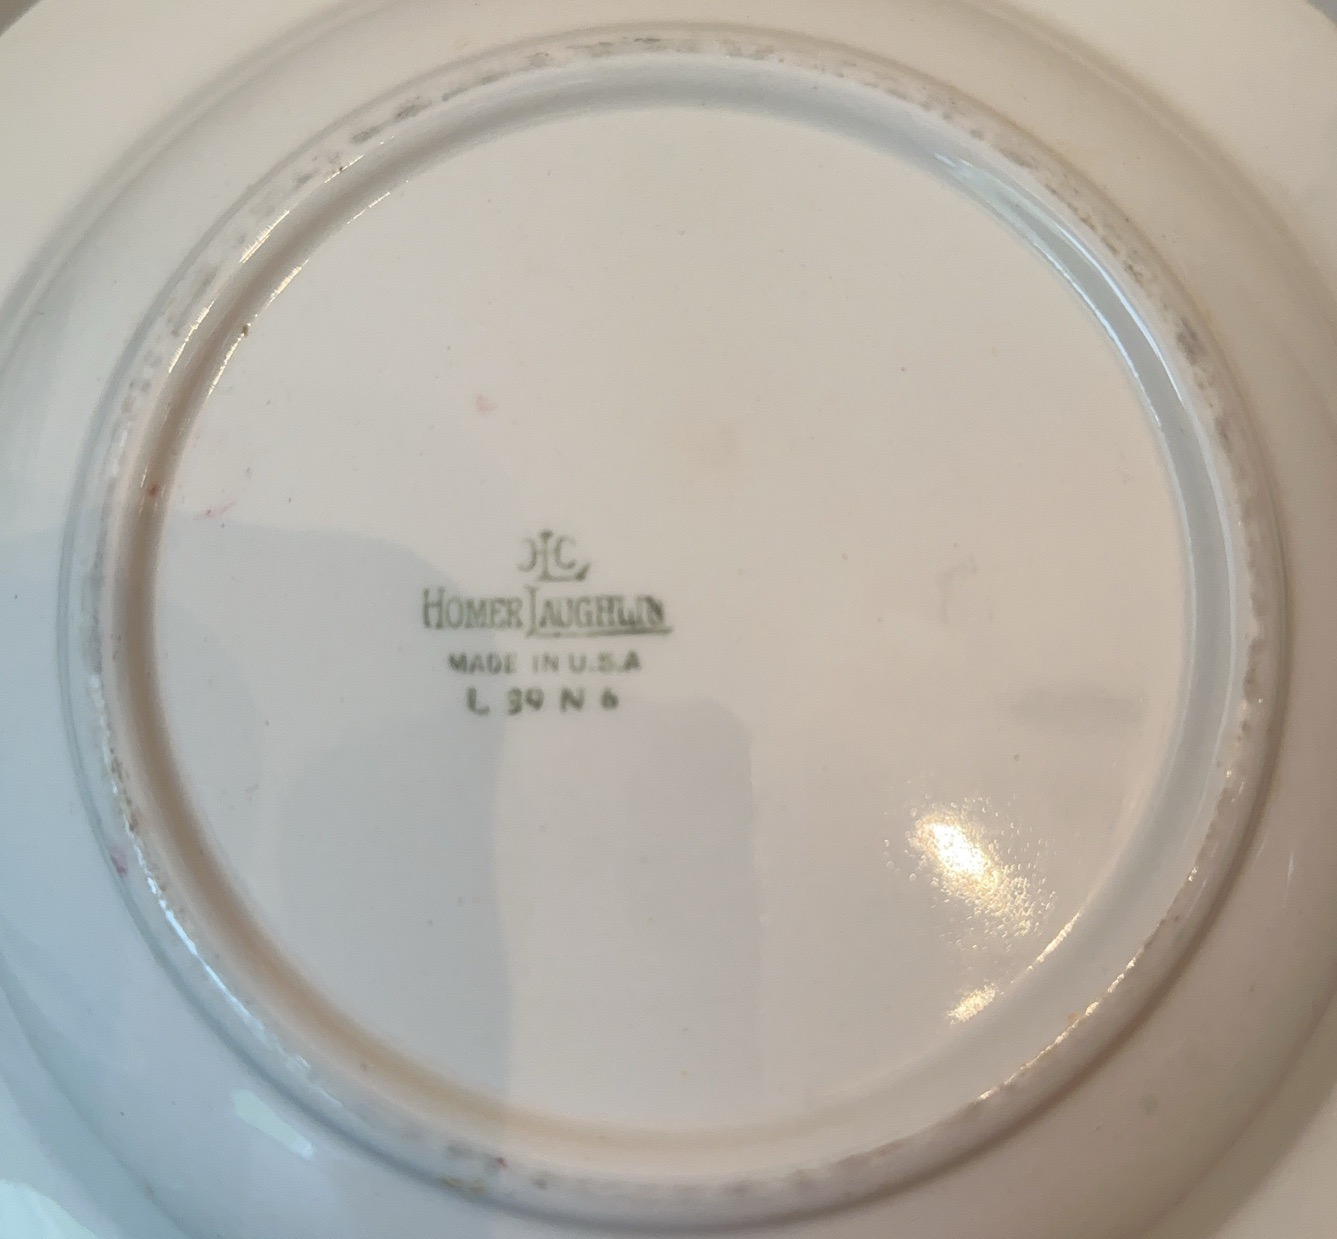 HLC
HOMER LAUGHLIN
MADE IN U.S.A
L 39 N 6